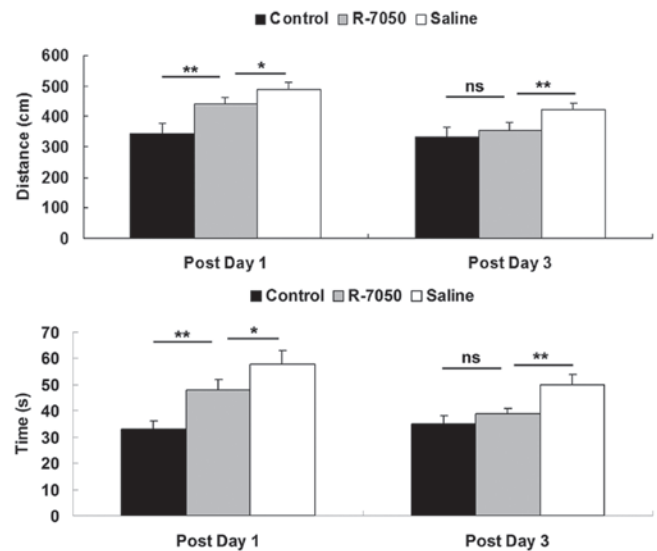 Control R-7050 Saline
600
500
400
300
200
100
0
Distance (cm)
** * ns **
Post Day 1 Post Day 3
Control R-7050 Saline
70
60
50
40
30
20
10
0
Time (s)
** * ns **
Post Day 1 Post Day 3